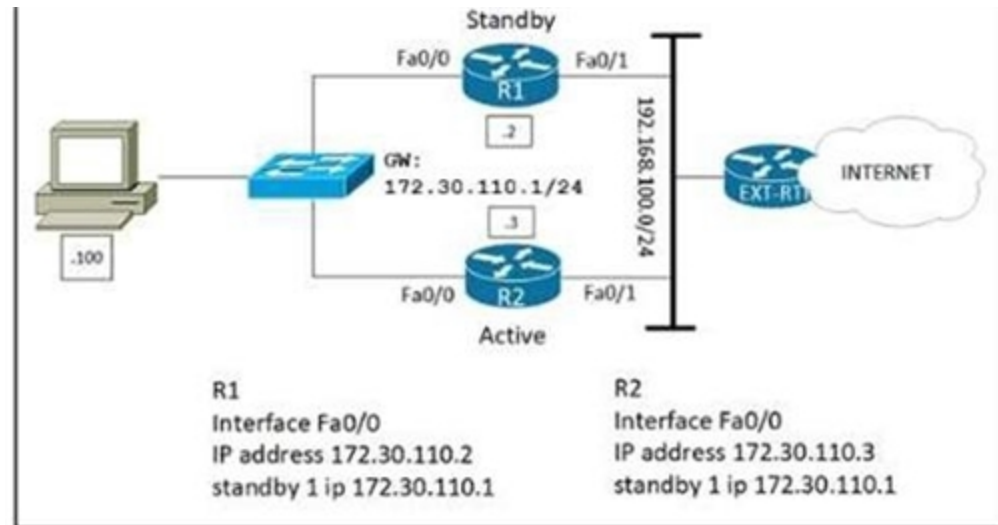 Standby
Fa0/0
Fa0/1
R1
.2
GW:
172.30.110.1/24
192.168.100.0/24
INTERNET
.3
.100
Fa0/0
Fa0/1
R2
Active
R1
Interface Fa0/0
IP address 172.30.110.2
standby 1 ip 172.30.110.1
R2
Interface Fa0/0
IP address 172.30.110.3
standby 1 ip 172.30.110.1